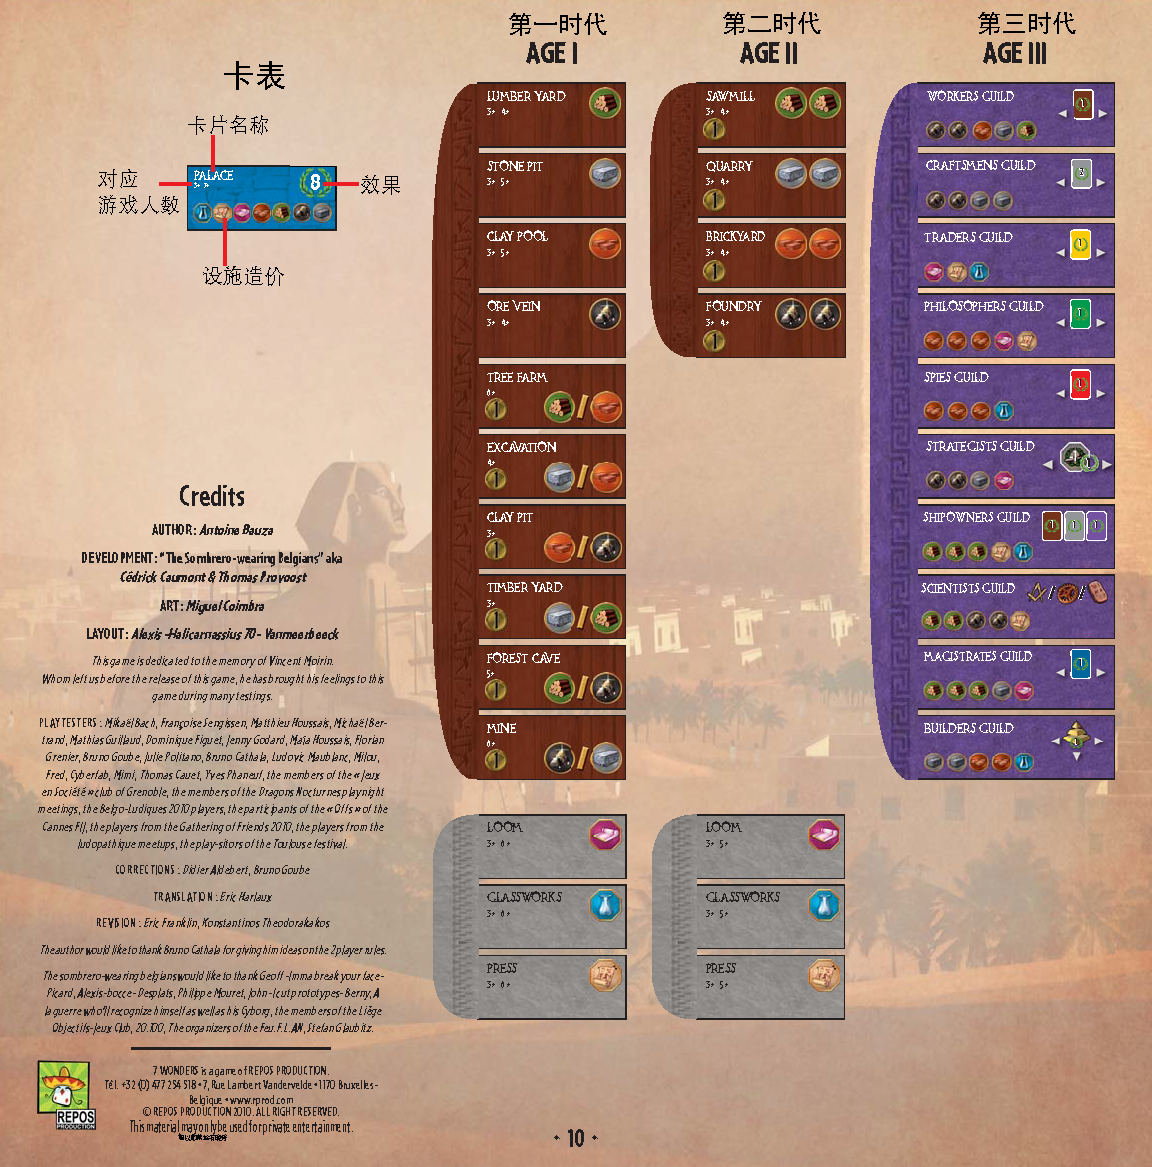 卡表
卡片名称
对应
游戏人数
PALACE
3+ 7+
8
效果
设施造价
Credits
AUTHOR : Antoine Bauza
DEVELOPMENT : “The Sombrero-wearing Belgians” aka
Cédrick Caumont & Thomas Provoost
ART : Miguel Coimbra
LAYOUT : Alexis -Halicarnassius 70- Vanmeerbeeck
This game is dedicated to the memory of Vincent Moirin.
Whom left us before the release of this game, he has brought his feelings to this
game during many testings.
PLAYTESTERS : Mikaël Bach, Françoise Sengissen, Matthieu Houssais, Michaël Ber-
trand, Mathias Guillaud, Dominique Figuet, Jenny Godard, Maïa Houssais, Florian
Grenier, Bruno Goube, Julie Politano, Bruno Cathala, Ludovic Maublanc, Milou,
Fred, Cyberfab, Mimi, Thomas Cauet, Yves Phaneuf, the members of the « Jeux
en Société » club of Grenoble, the members of the Dragons Nocturnes playnight
meetings, the Belgo-Ludiques 2010 players, the participants of the « Offs » of the
Cannes FIJ, the players from the Gathering of Friends 2010, the players from the
ludopathique meetups, the play-sitors of the Toulouse festival.
CORRECTIONS : Didier Aldebert, Bruno Goube
TRANSLATION : Eric Harlaux
REVISION : Eric Franklin, Konstantinos Theodorakakos
The author would like to thank Bruno Cathala for giving him ideas on the 2 player rules.
The sombrero-wearing belgians would like to thank Geoff -Imma break your face-
Picard, Alexis-bocce- Desplats, Philippe Mouret, John -I cut prototypes- Berny, A
la guerre who'll recognize himself as well as his Cyborg, the members of the Liège
Objectifs-Jeux Club, 20.100, The organizers of the Feu.F.L.AN, Stefan Glaubitz.
REPOS
PRODUCTION
7 WONDERS is a game of REPOS PRODUCTION.
Tél. +32 (0) 477 254 518 • 7, Rue Lambert Vandervelde • 1170 Bruxelles -
Belgique • www.rprod.com
© REPOS PRODUCTION 2010. ALL RIGHT RESERVED.
This material may only be used for private entertainment.
第一时代
AGE I
LUMBER YARD
3+ 4+
STONE PIT
3+ 5+
CLAY POOL
3+ 5+
ORE VEIN
3+ 4+
TREE FARM
6+
1
/
EXCAVATION
4+
1
/
CLAY PIT
3+
1
/
TIMBER YARD
3+
1
/
FOREST CAVE
5+
1
/
MINE
6+
1
/
LOOM
3+ 6+
GLASSWORKS
3+ 6+
PRESS
3+ 6+
第二时代
AGE II
SAWMILL
3+ 4+
1
QUARRY
3+ 4+
1
BRICKYARD
3+ 4+
1
FOUNDRY
3+ 4+
1
LOOM
3+ 5+
GLASSWORKS
3+ 5+
PRESS
3+ 5+
第三时代
AGE III
WORKERS GUILD
1
CRAFTSMENS GUILD
2
TRADERS GUILD
1
PHILOSOPHERS GUILD
1
SPIES GUILD
1
STRATEGISTS GUILD
-1
1
SHIPOWNERS GUILD
1 1 1
SCIENTISTS GUILD
/ /
MAGISTRATES GUILD
1
BUILDERS GUILD
1
• 10 •